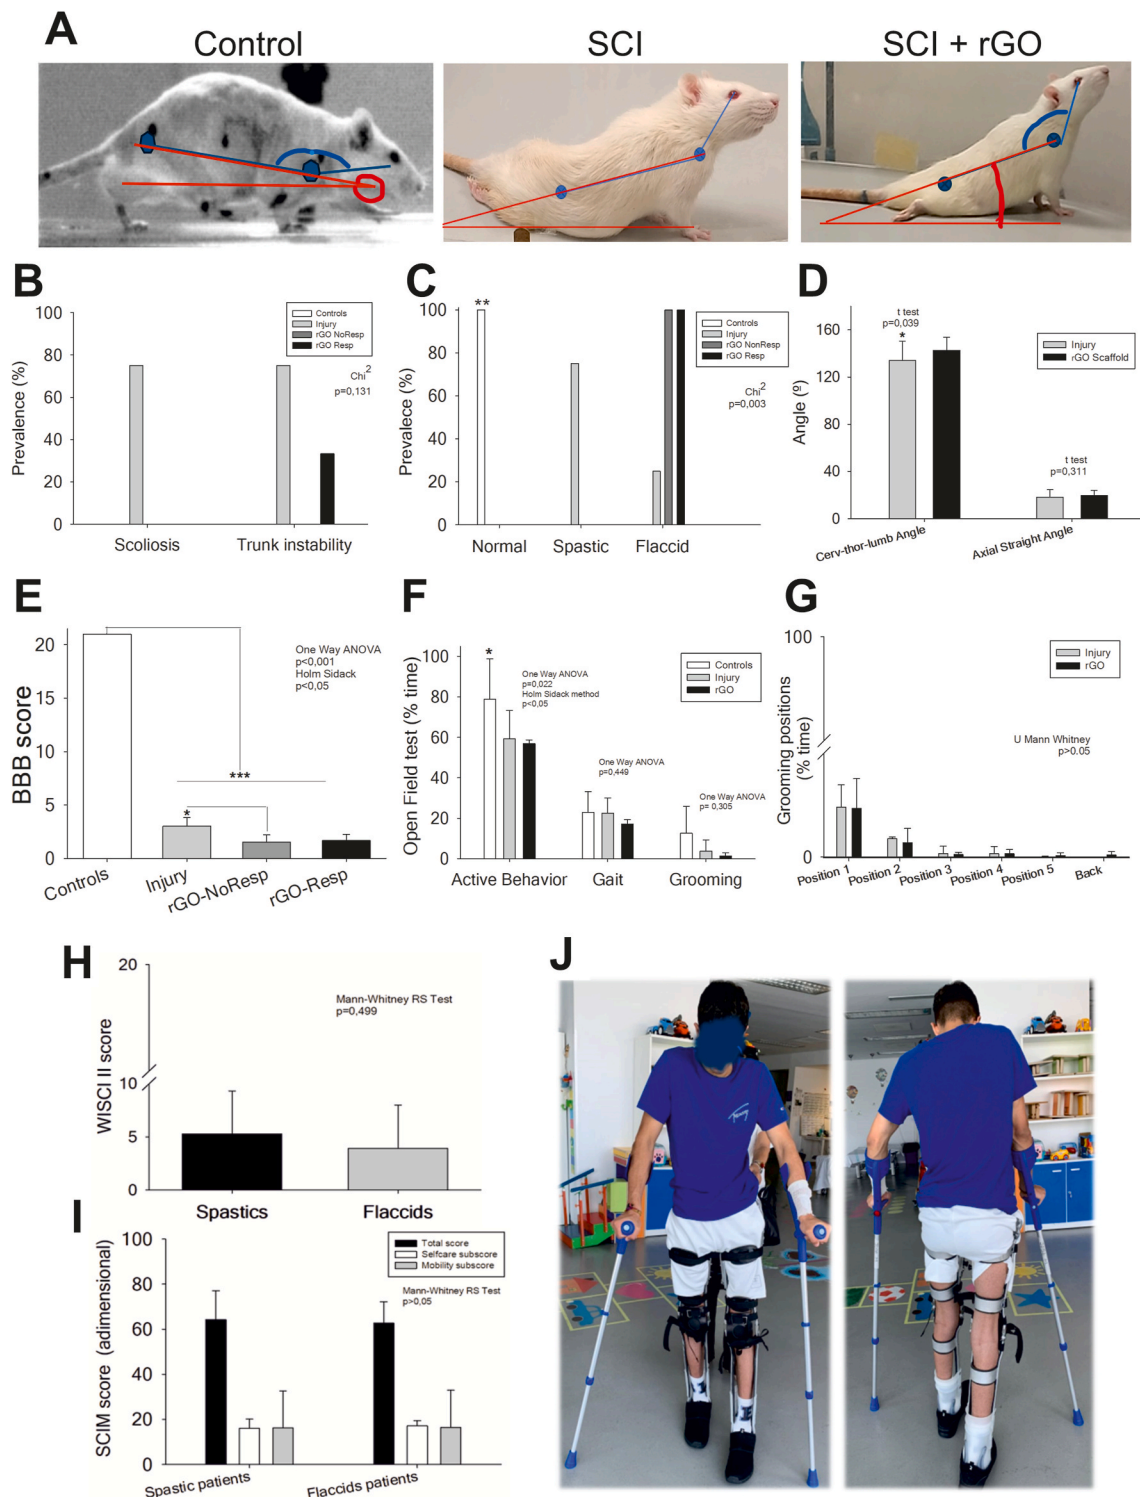 A
Control
SCI
SCI + rGO
B
Prevalence (%)
100
80
60
40
20
0
Controls
Injury
rGO NoResp
rGO Resp
Chi2
p=0,131
Scoliosis
Trunk instability
C
Prevalece (%)
100
80
60
40
20
0
**
Controls
Injury
rGO NonResp
rGO Resp
Chi2
p=0,003
Normal
Spastic
Flaccid
D
Angle (º)
160
120
80
40
0
t test
p=0,039
*
Injury
rGO Scaffold
t test
p=0,311
Cerv-thor-lumb Angle
Axial Straight Angle
E
BBB score
20
15
10
5
0
One Way ANOVA
p<0,001
Holm Sidack
p<0,05
***
*
Controls
Injury
rGO-NoResp
rGO-Resp
F
Open Field test (% time)
100
80
60
40
20
0
*
One Way ANOVA
p=0,022
Holm Sidack method
p<0,05
Controls
Injury
rGO
One Way ANOVA
p=0,449
One Way ANOVA
p= 0,305
Active Behavior
Gait
Grooming
G
Grooming positions
(% time)
100
0
Injury
rGO
U Mann Whitney
p>0.05
Position 1
Position 2
Position 3
Position 4
Position 5
Back
H
WISCI II score
20
10
5
0
Mann-Whitney RS Test
p=0,499
Spastics
Flaccids
I
SCIM score (adimensional)
100
80
60
40
20
0
Total score
Selfcare subscore
Mobility subscore
Mann-Whitney RS Test
p>0,05
Spastic patients
Flaccids patients
J